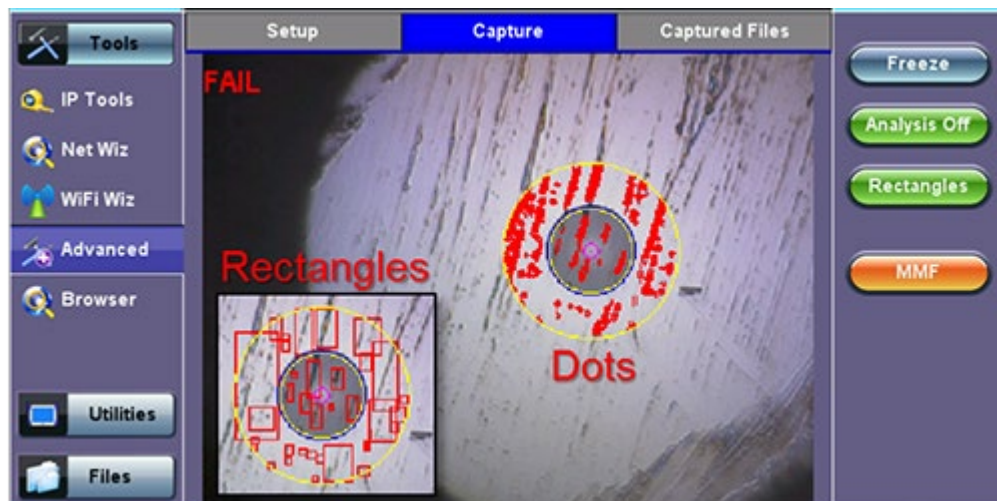 Tools
IP Tools
Net Wiz
WiFi Wiz
Advanced
Browser
Utilities
Files
Setup
Capture
Captured Files
FAIL
Rectangles
Dots
Freeze
Analysis Off
Rectangles
MMF